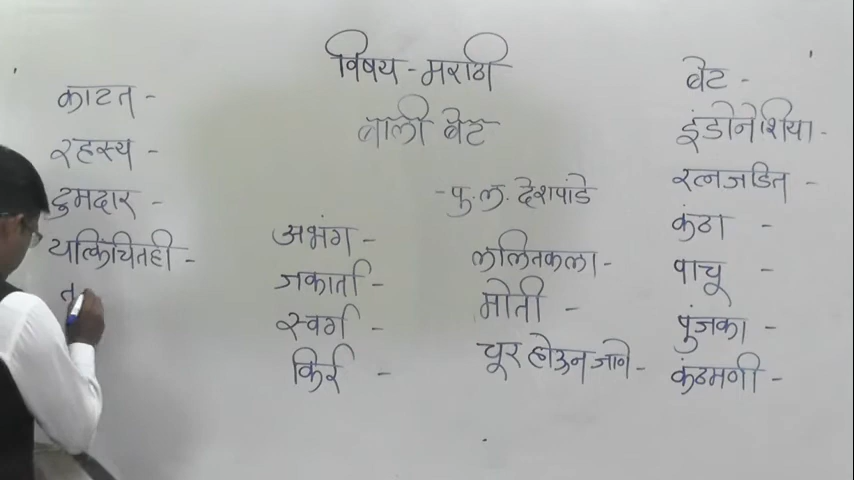 विषय - मराठी
बाली बेट
- पु. ल. देशपांडे
काटत -
रहस्य -
टुमदार -
यत्किंचितही -
अभंग -
जकार्ता -
स्वर्ग -
किर्र -
ललितकला -
मोती -
चूर होऊन जाणे -
बेट -
इंडोनेशिया -
रत्नजडित -
कंठा -
पाचू -
पुंजका -
कंठमणी -